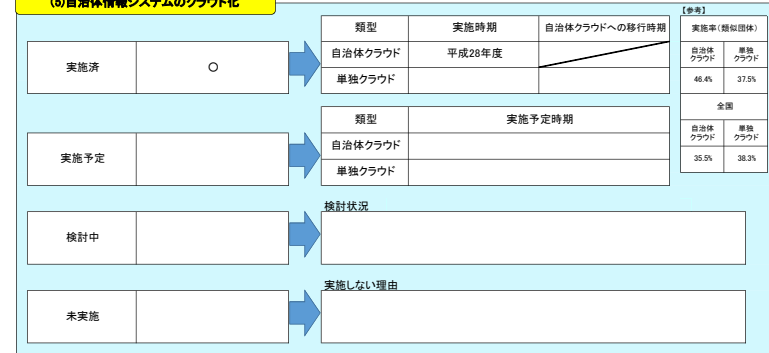 (5)自治体情報システムのクラウド化
【参考】
類型 実施時期 自治体クラウドへの移行時期
実施率(類似団体)
実施済 ○
自治体クラウド 平成28年度
単独クラウド
自治体クラウド 単独クラウド
46.4% 37.5%
全国
自治体クラウド 単独クラウド
35.5% 38.3%
類型 実施予定時期
実施予定
自治体クラウド
単独クラウド
検討状況
検討中
実施しない理由
未実施